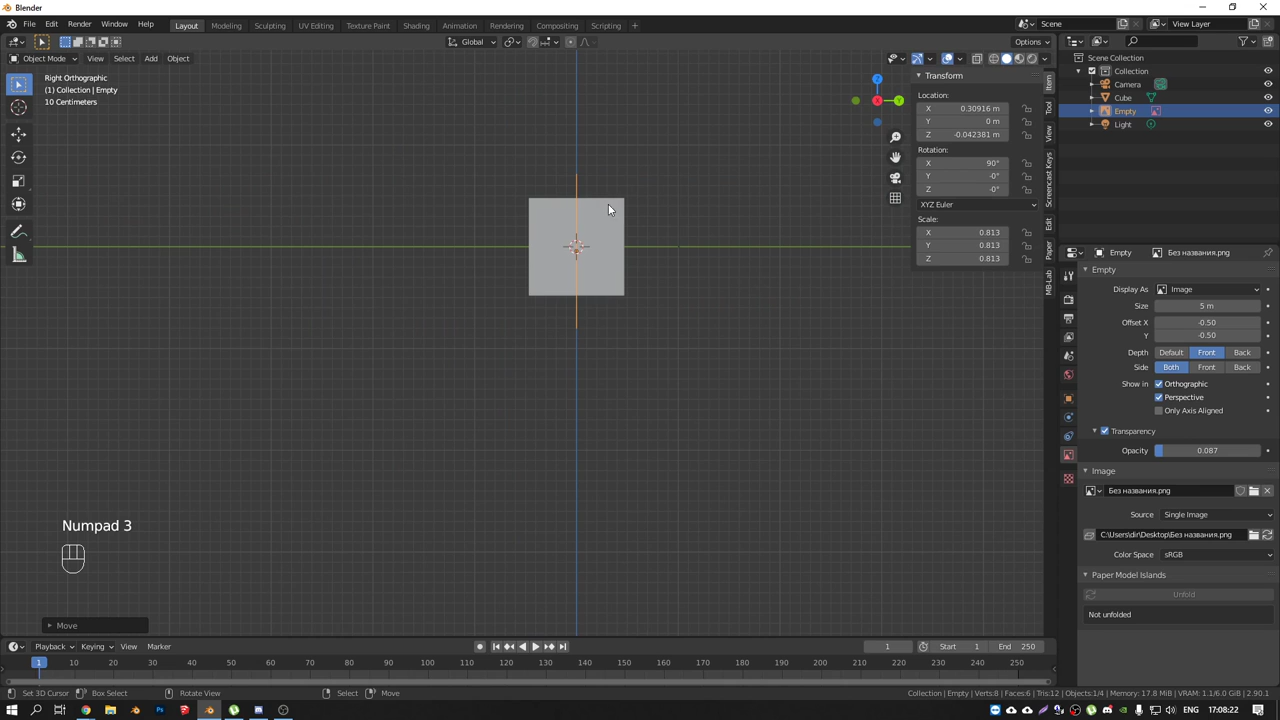 Blender
File Edit Render Window Help Layout Modeling Sculpting UV Editing Texture Paint Shading Animation Rendering Compositing Scripting + Scene View Layer
Global Options
Object Mode View Select Add Object
Right Orthographic
(1) Collection | Empty
10 Centimeters
Z
X
Y
Transform
Location:
X 0.30916 m
Y 0 m
Z -0.042381 m
Rotation:
X 90°
Y -0°
Z -0°
XYZ Euler
Scale:
X 0.813
Y 0.813
Z 0.813
Item
Tool
View
Screencast Keys
Edit
Paper
MB-Lab
Scene Collection
Collection
Camera
Cube
Empty
Light
Empty Без названия.png
Empty
Display As Image
Size 5 m
Offset X -0.50
Y -0.50
Depth Default Front Back
Side Both Front Back
Show in Orthographic
Perspective
Only Axis Aligned
Transparency
Opacity 0.087
Image
Без названия.png
Source Single Image
C:\Users\dir\Desktop\Без названия.png
Color Space sRGB
Paper Model Islands
Unfold
Not unfolded
Numpad 3
Move
Playback Keying View Marker 1 Start 1 End 250
1 10 20 30 40 50 60 70 80 90 100 110 120 130 140 150 160 170 180 190 200 210 220 230 240 250
Set 3D Cursor Box Select Rotate View Select Move Collection | Empty | Verts:8 | Faces:6 | Tris:12 | Objects:1/4 | Memory: 17.8 MiB | VRAM: 1.1/6.0 GiB | 2.90.1
ENG 17:08:22